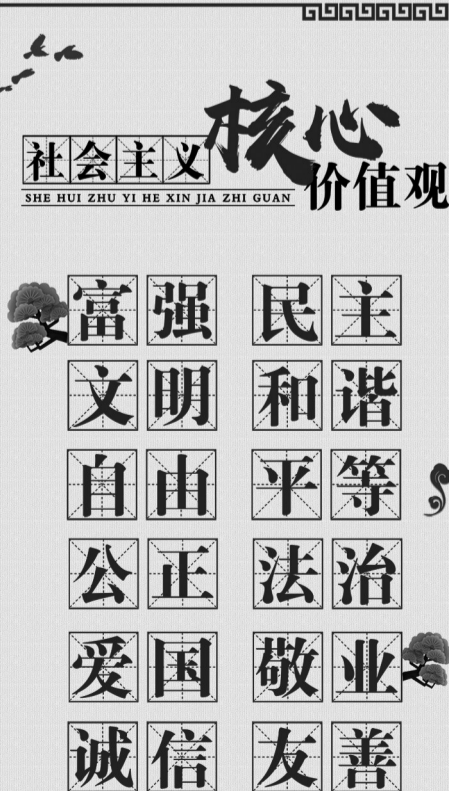 社会主义核心价值观
SHE HUI ZHU YI HE XIN JIA ZHI GUAN
富强 民主
文明 和谐
自由 平等
公正 法治
爱国 敬业
诚信 友善